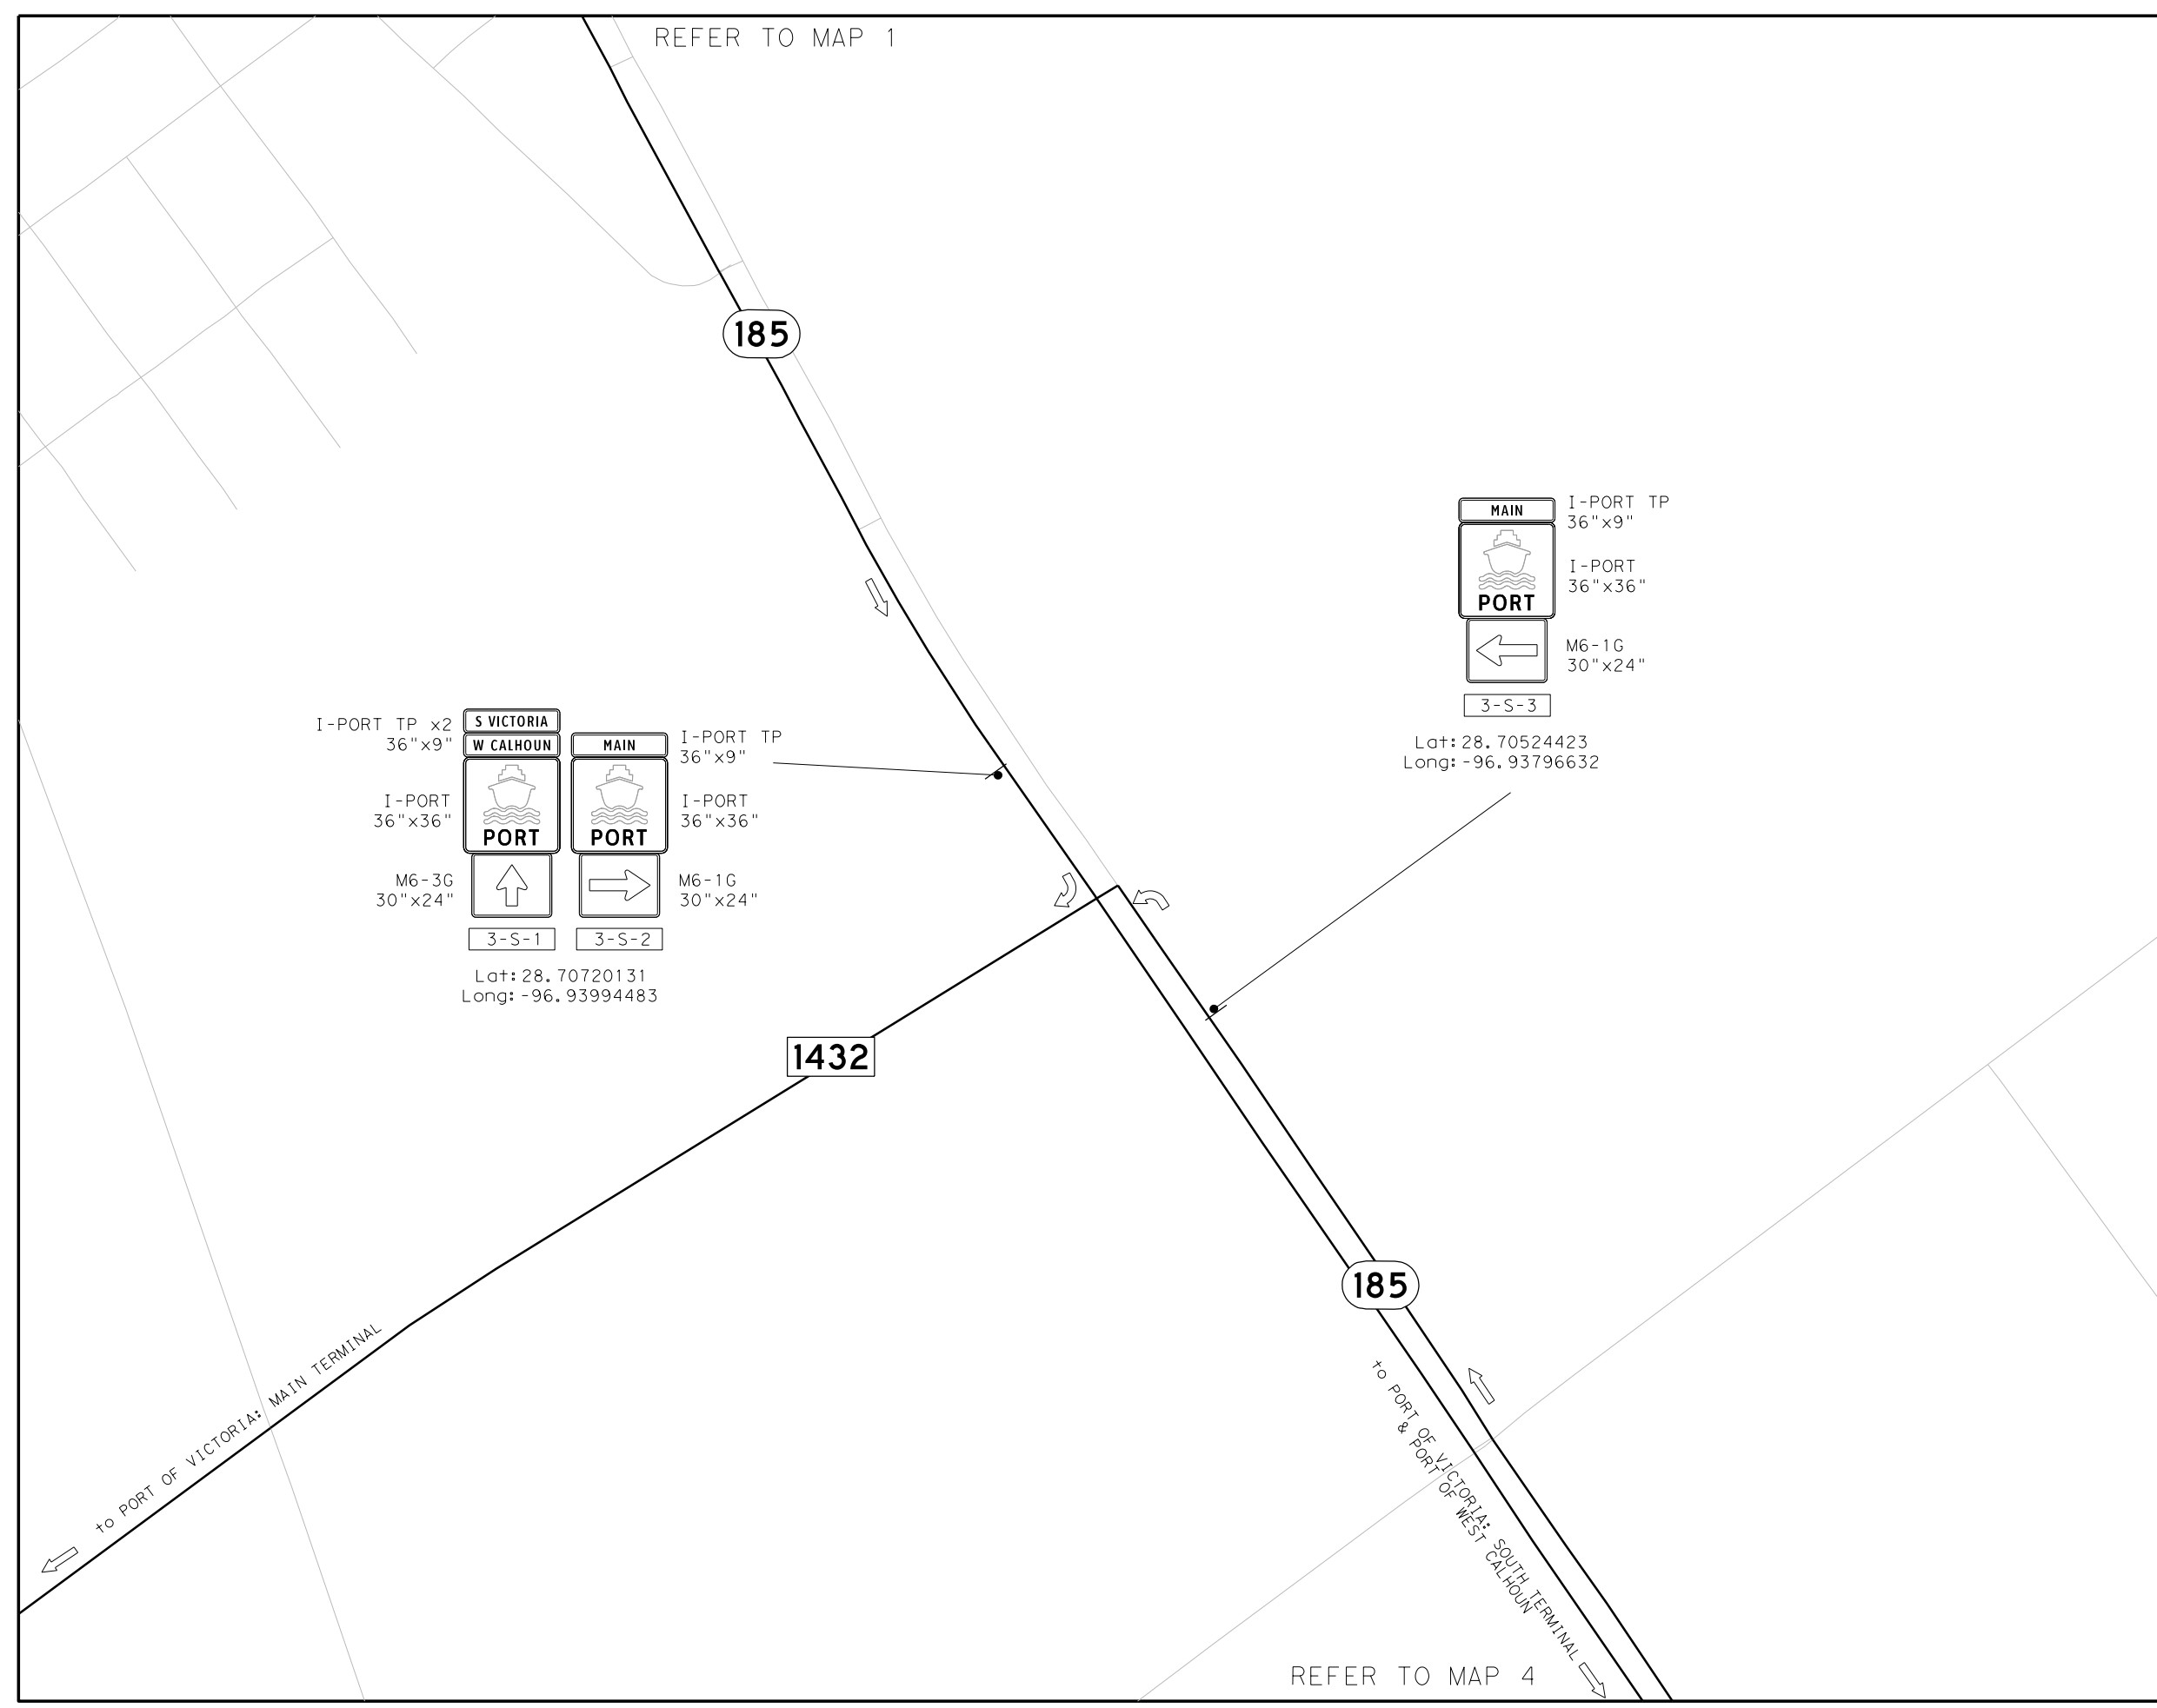 REFER TO MAP 1
185
MAIN
PORT
I-PORT TP
36"x9"
I-PORT
36"x36"
M6-1G
30"x24"
3-S-3
Lat:28.70524423
Long:-96.93796632
I-PORT TP x2
36"x9"
I-PORT
36"x36"
M6-3G
30"x24"
S VICTORIA
W CALHOUN
PORT
3-S-1
MAIN
PORT
3-S-2
I-PORT TP
36"x9"
I-PORT
36"x36"
M6-1G
30"x24"
Lat:28.70720131
Long:-96.93994483
1432
185
to PORT OF VICTORIA: MAIN TERMINAL
to PORT OF VICTORIA: SOUTH TERMINAL
& PORT OF WEST CALHOUN
REFER TO MAP 4